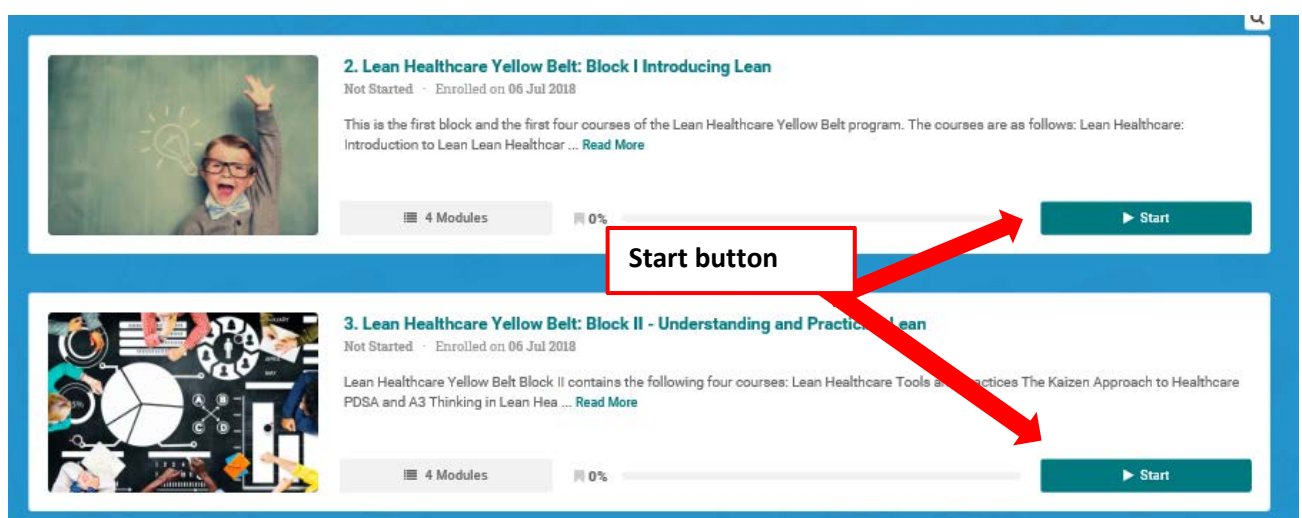 2. Lean Healthcare Yellow Belt: Block I Introducing Lean
Not Started · Enrolled on 06 Jul 2018
This is the first block and the first four courses of the Lean Healthcare Yellow Belt program. The courses are as follows: Lean Healthcare:
Introduction to Lean Lean Healthcar ... Read More
4 Modules
0%
Start
Start button
3. Lean Healthcare Yellow Belt: Block II - Understanding and Practici Lean
Not Started · Enrolled on 06 Jul 2018
Lean Healthcare Yellow Belt Block II contains the following four courses: Lean Healthcare Tools a actices The Kaizen Approach to Healthcare
PDSA and A3 Thinking in Lean Hea ... Read More
A B
C D
4 Modules
0%
Start